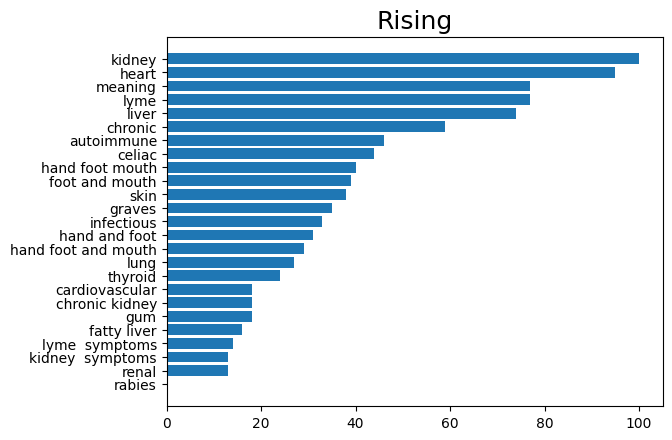 Rising
kidney
heart
meaning
lyme
liver
chronic
autoimmune
celiac
hand foot mouth
foot and mouth
skin
graves
infectious
hand and foot
hand foot and mouth
lung
thyroid
cardiovascular
chronic kidney
gum
fatty liver
lyme  symptoms
kidney  symptoms
renal
rabies
0 20 40 60 80 100